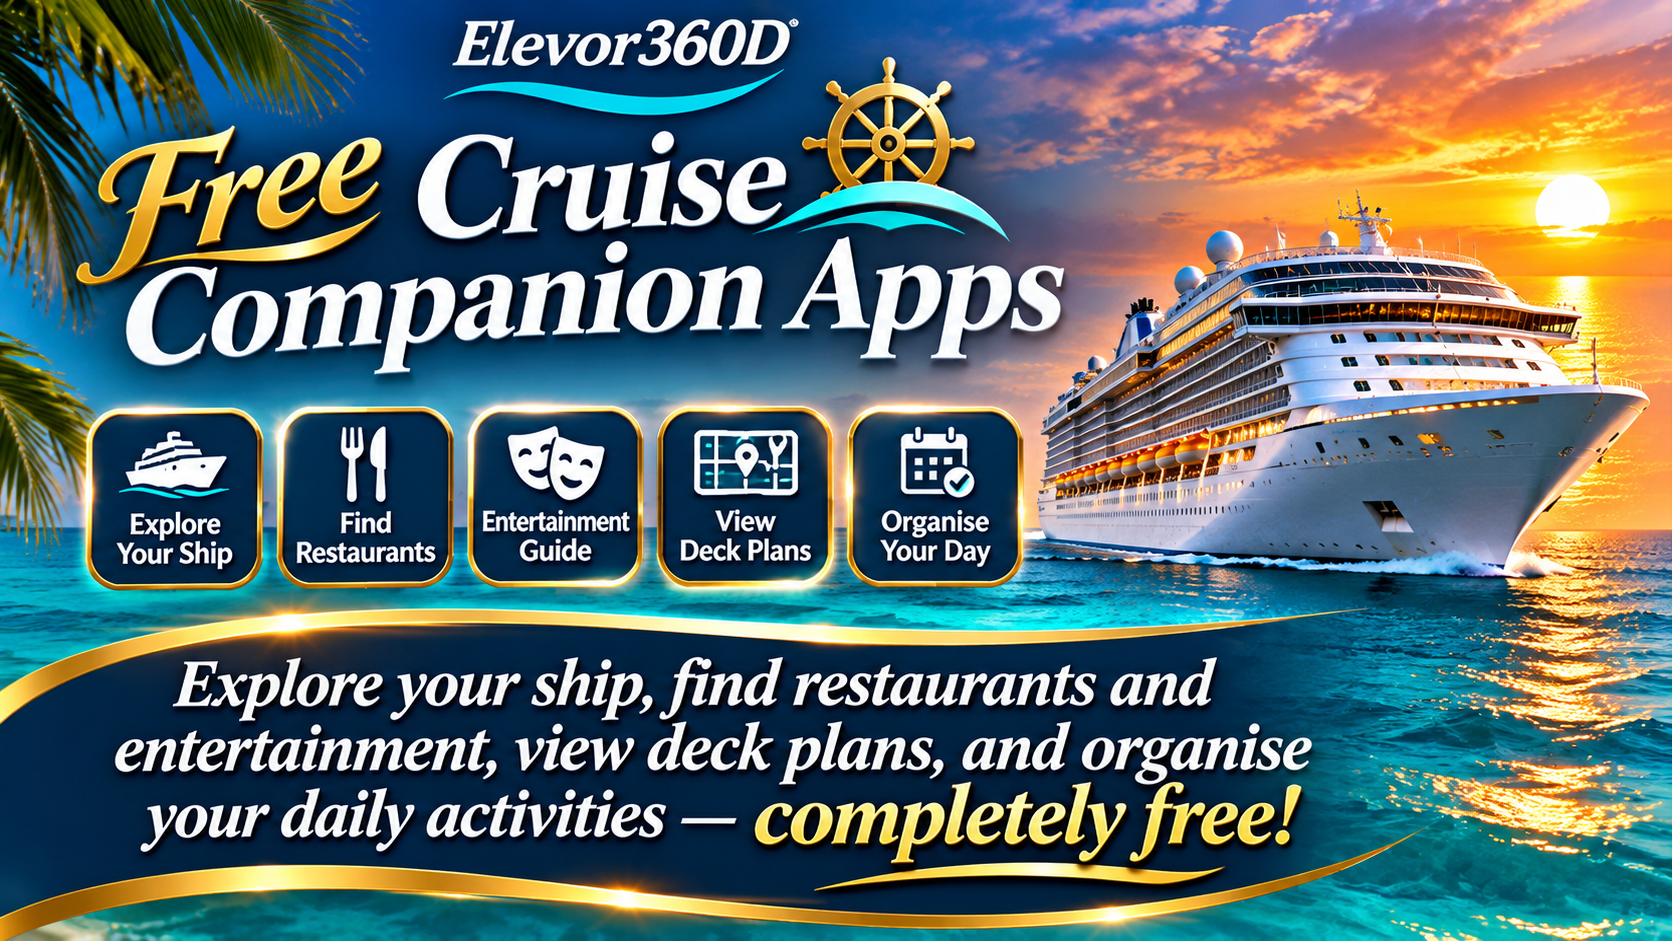 Elevor360D
Free Cruise
Companion Apps
Explore
Your Ship
Find
Restaurants
Entertainment
Guide
View
Deck Plans
Organise
Your Day
Explore your ship, find restaurants and
entertainment, view deck plans, and organise
your daily activities — completely free!